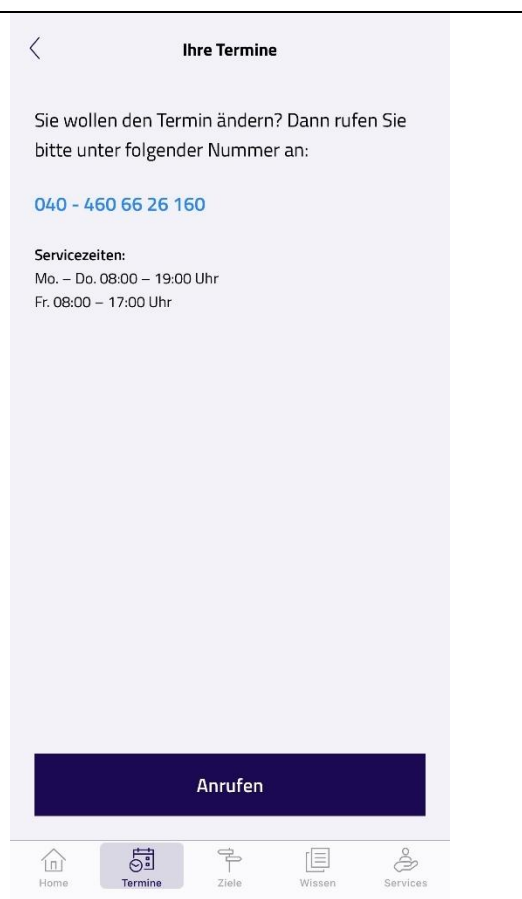 Ihre Termine
Sie wollen den Termin ändern? Dann rufen Sie
bitte unter folgender Nummer an:
040 - 460 66 26 160
Servicezeiten:
Mo. – Do. 08:00 – 19:00 Uhr
Fr. 08:00 – 17:00 Uhr
Anrufen
Home Termine Ziele Wissen Services